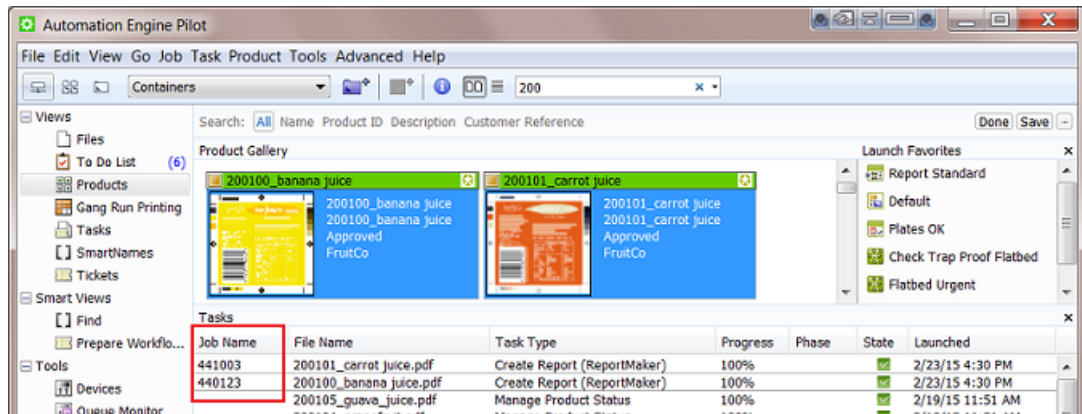 Automation Engine Pilot
File Edit View Go Job Task Product Tools Advanced Help
Containers 200
Views
Files
To Do List (6)
Products
Gang Run Printing
Tasks
SmartNames
Tickets
Smart Views
Find
Prepare Workflo...
Tools
Devices
Queue Monitor
Search: All Name Product ID Description Customer Reference Done Save
Product Gallery
200100_banana juice
200100_banana juice
200100_banana juice
Approved
FruitCo
200101_carrot juice
200101_carrot juice
200101_carrot juice
Approved
FruitCo
Launch Favorites
Report Standard
Default
Plates OK
Check Trap Proof Flatbed
Flatbed Urgent
Tasks
Job Name File Name Task Type Progress Phase State Launched
441003 200101_carrot juice.pdf Create Report (ReportMaker) 100% 2/23/15 4:30 PM
440123 200100_banana juice.pdf Create Report (ReportMaker) 100% 2/23/15 4:30 PM
200105_guava_juice.pdf Manage Product Status 100% 2/19/15 11:51 AM